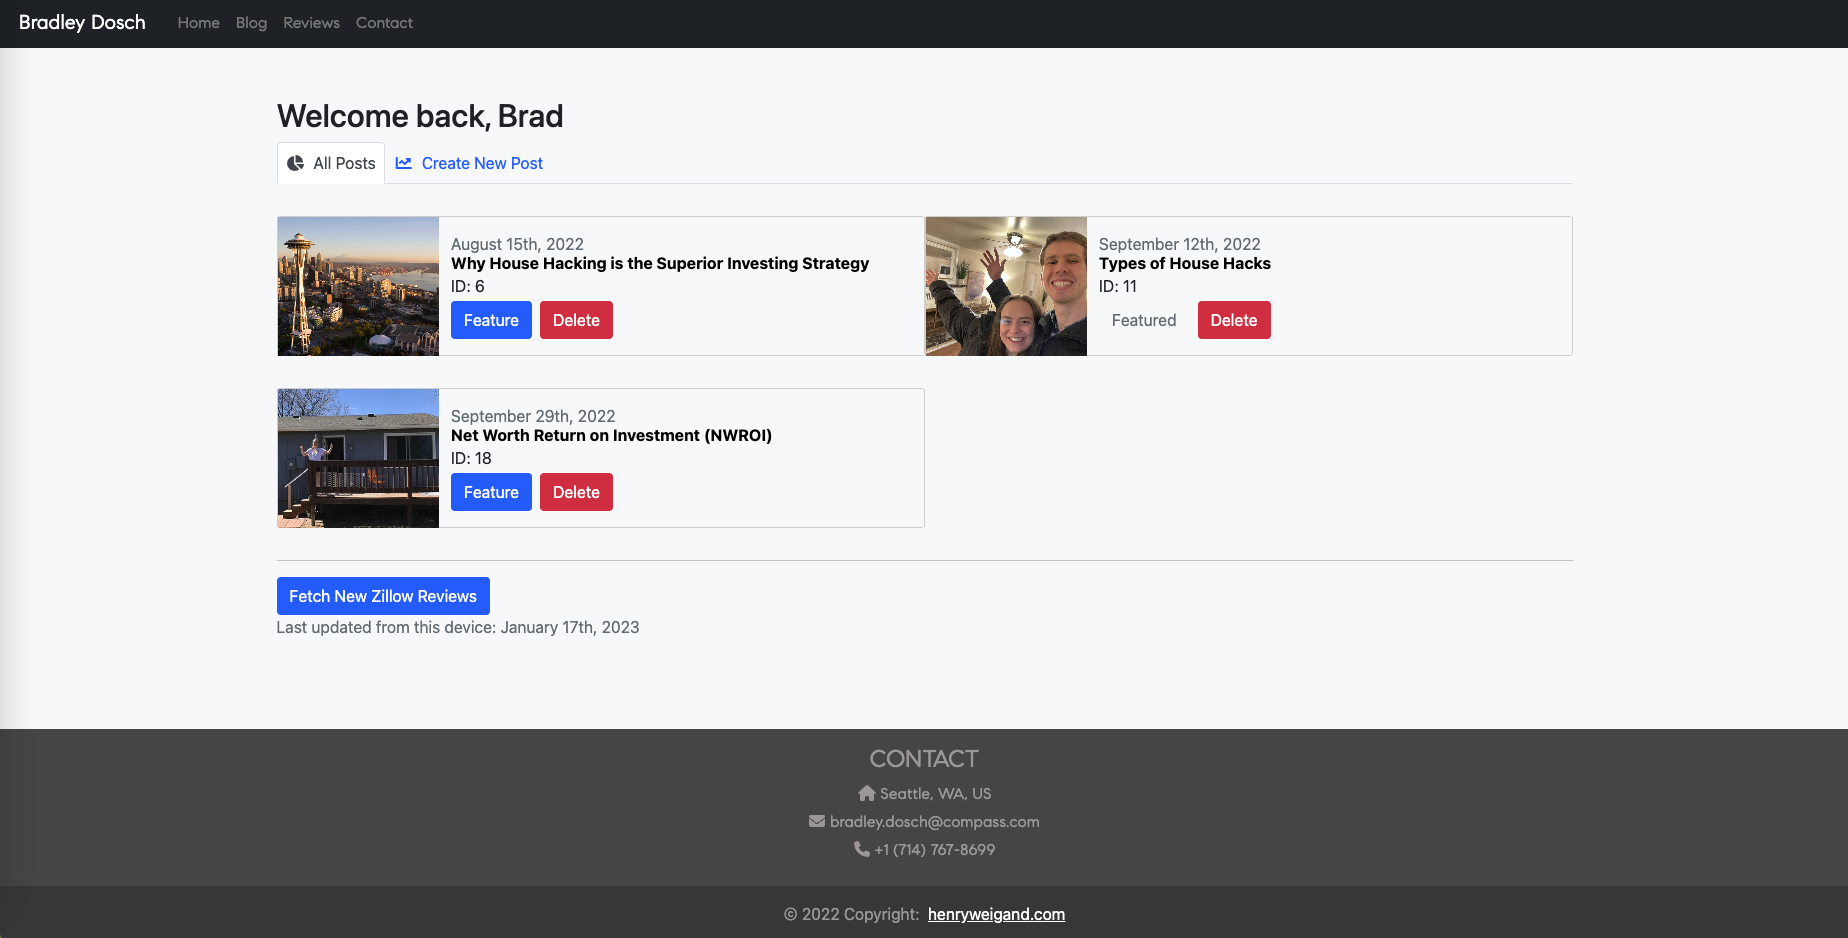 Bradley Dosch Home Blog Reviews Contact
Welcome back, Brad
All Posts Create New Post
August 15th, 2022
Why House Hacking is the Superior Investing Strategy
ID: 6
Feature Delete
September 12th, 2022
Types of House Hacks
ID: 11
Featured Delete
September 29th, 2022
Net Worth Return on Investment (NWROI)
ID: 18
Feature Delete
Fetch New Zillow Reviews
Last updated from this device: January 17th, 2023
CONTACT
Seattle, WA, US
bradley.dosch@compass.com
+1 (714) 767-8699
© 2022 Copyright: henryweigand.com